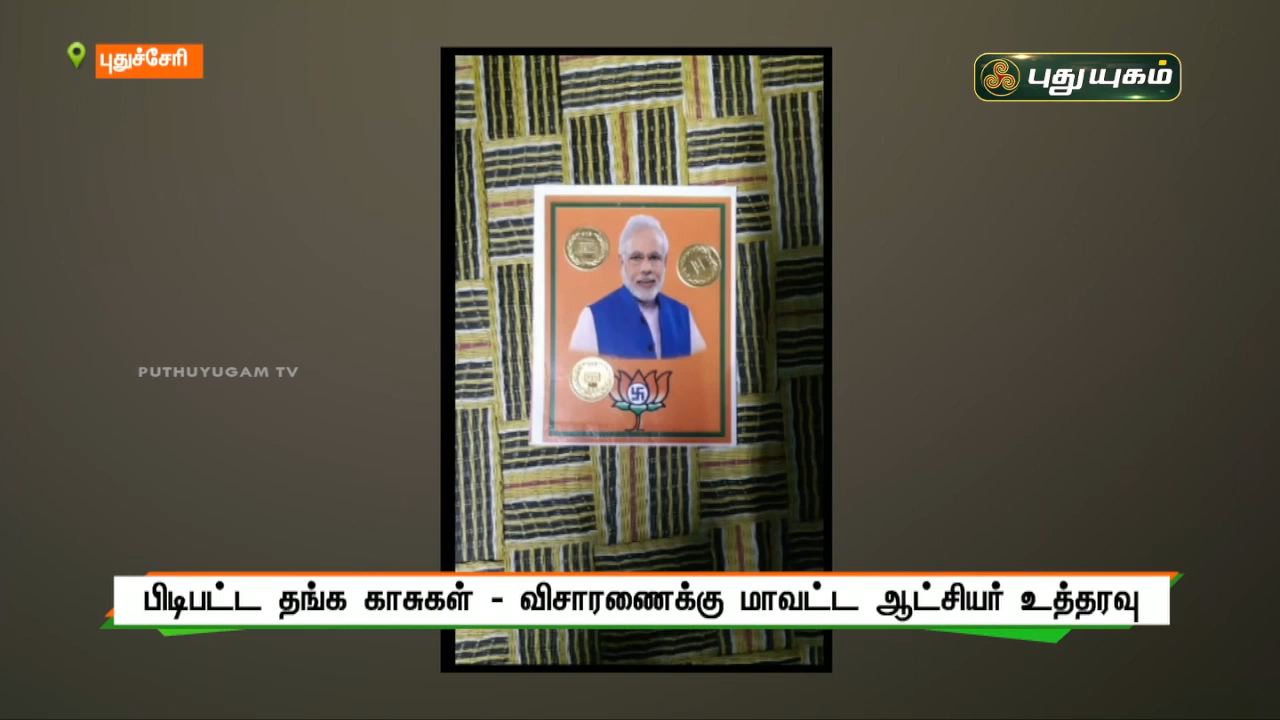 புதுச்சேரி
புதுயுகம்
PUTHUYUGAM TV
பிடிபட்ட தங்க காசுகள் - விசாரணைக்கு மாவட்ட ஆட்சியர் உத்தரவு